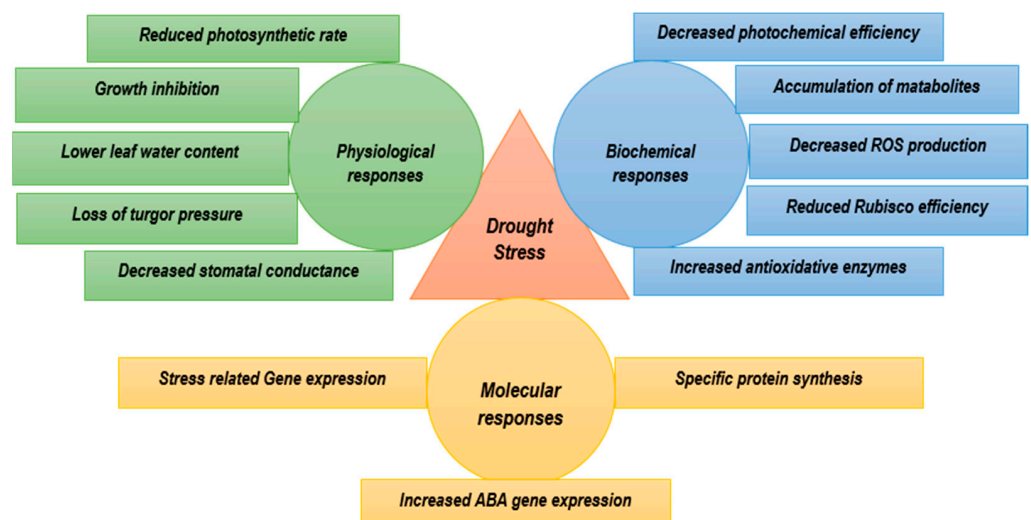 Reduced photosynthetic rate
Growth inhibition
Lower leaf water content
Loss of turgor pressure
Decreased stomatal conductance
Physiological
responses
Drought
Stress
Biochemical
responses
Decreased photochemical efficiency
Accumulation of matabolites
Decreased ROS production
Reduced Rubisco efficiency
Increased antioxidative enzymes
Stress related Gene expression
Molecular
responses
Specific protein synthesis
Increased ABA gene expression